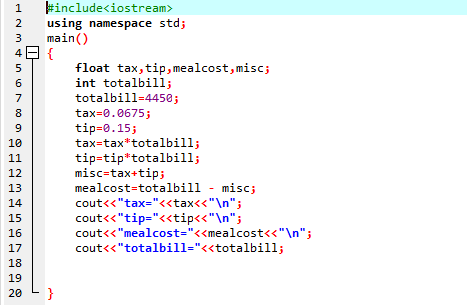 1 #include<iostream>
2 using namespace std;
3 main()
4 {
5 float tax,tip,mealcost,misc;
6 int totalbill;
7 totalbill=4450;
8 tax=0.0675;
9 tip=0.15;
10 tax=tax*totalbill;
11 tip=tip*totalbill;
12 misc=tax+tip;
13 mealcost=totalbill - misc;
14 cout<<"tax="<<tax<<"\n";
15 cout<<"tip="<<tip<<"\n";
16 cout<<"mealcost="<<mealcost<<"\n";
17 cout<<"totalbill="<<totalbill;
18
19
20 }